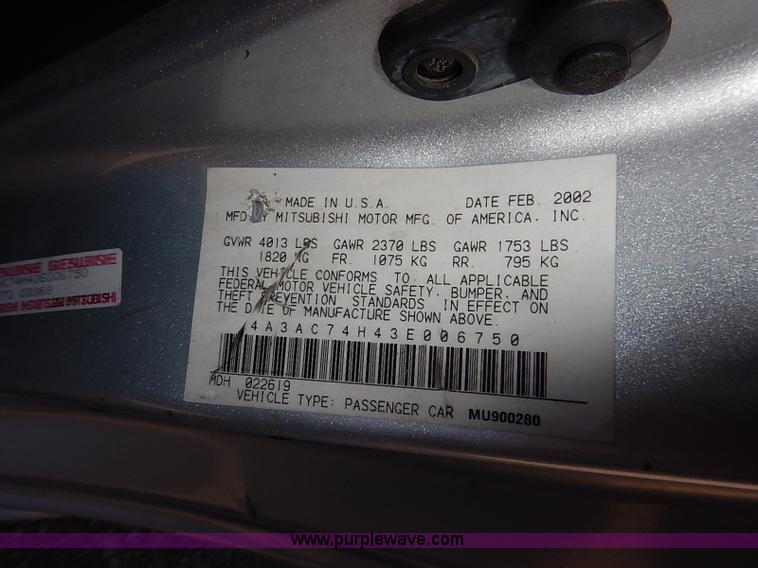 MADE IN U.S.A. DATE FEB. 2002
MFD BY MITSUBISHI MOTOR MFG. OF AMERICA. INC.
GVWR 4013 LBS GAWR 2370 LBS GAWR 1753 LBS
1820 KG FR. 1075 KG RR. 795 KG
THIS VEHICLE CONFORMS TO ALL APPLICABLE
FEDERAL MOTOR VEHICLE SAFETY, BUMPER, AND
THEFT PREVENTION STANDARDS IN EFFECT ON
THE DATE OF MANUFACTURE SHOWN ABOVE.
4A3AC74H43E006750
MDH 022619
VEHICLE TYPE: PASSENGER CAR MU900280
GENUINE
MITSUBISHI
www.purplewave.com